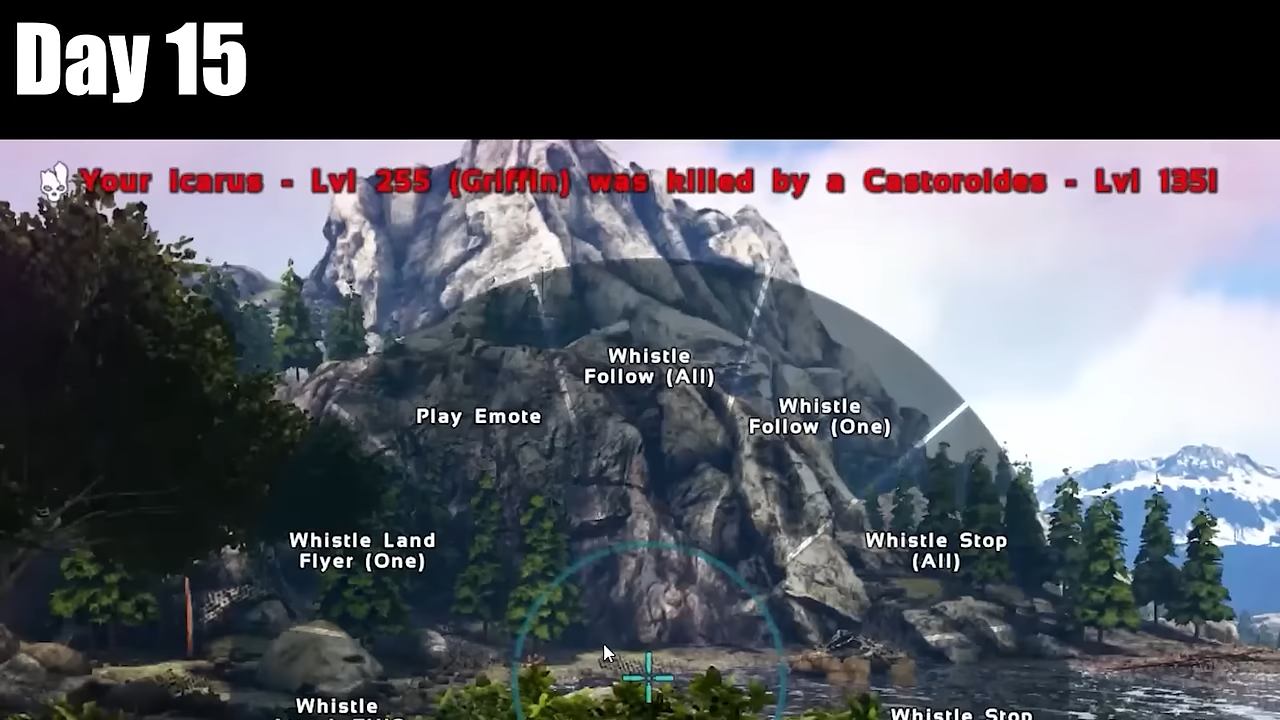 Day 15
Your Icarus - Lvl 255 (Griffin) was killed by a Castoroides - Lvl 135!
Whistle
Follow (All)
Play Emote
Whistle
Follow (One)
Whistle Land
Flyer (One)
Whistle Stop
(All)
Whistle
Whistle Stop